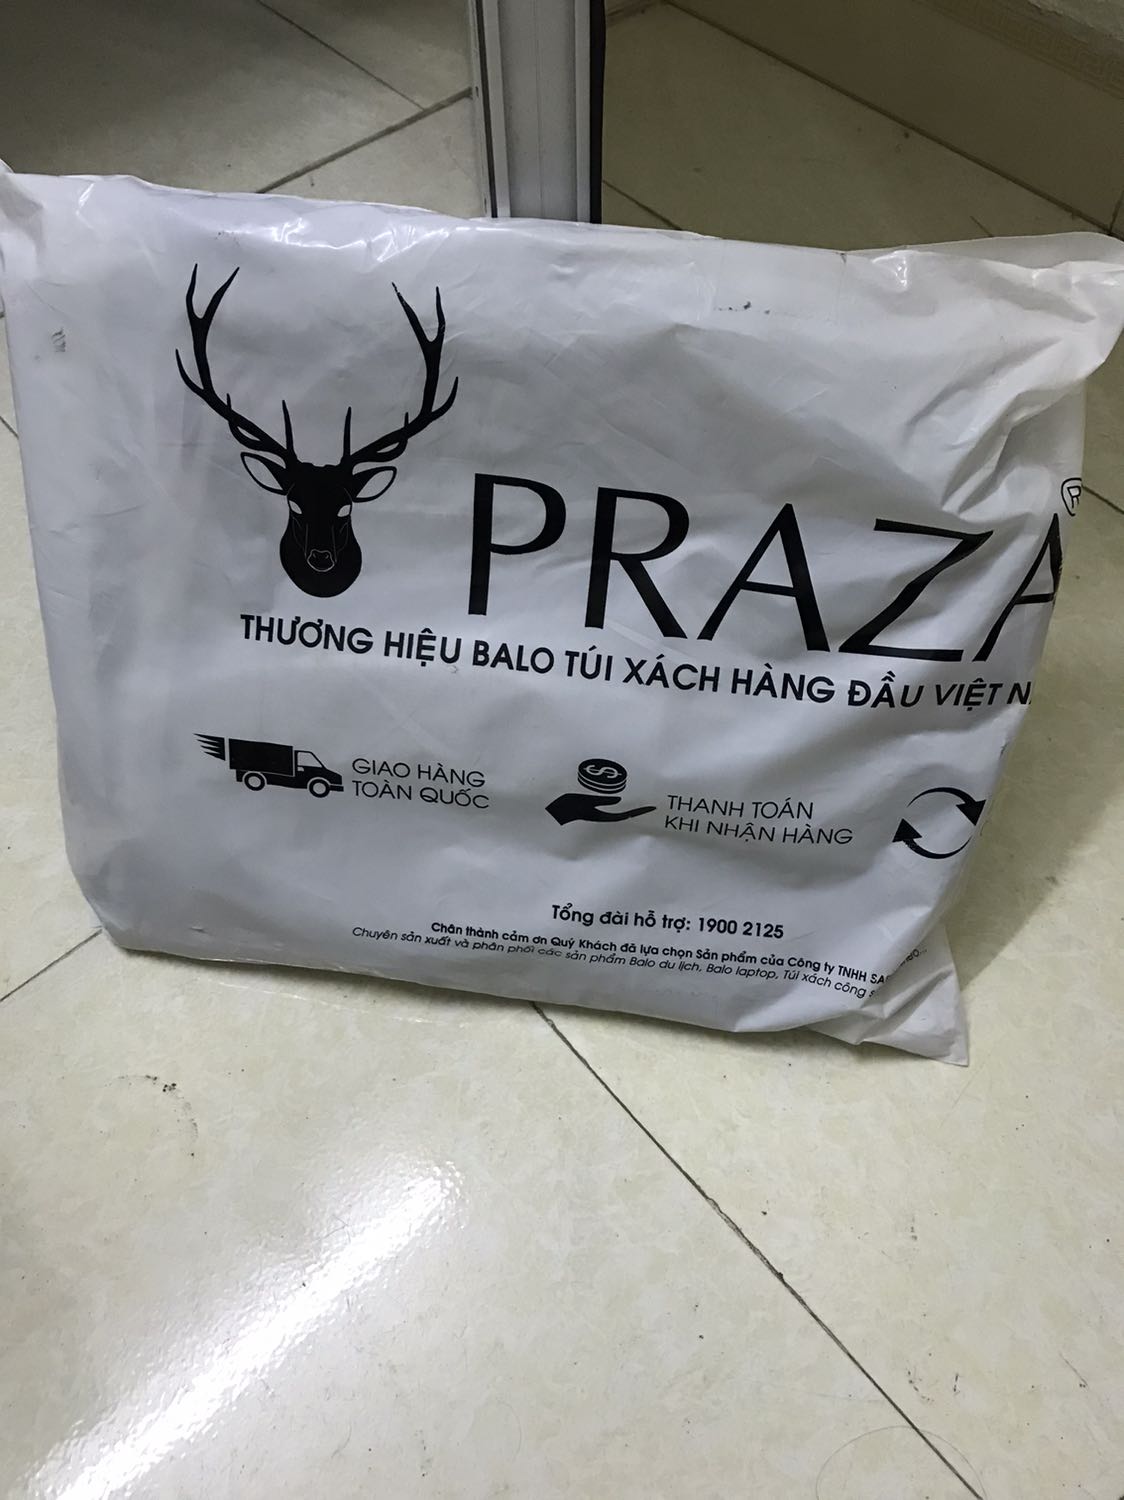 PRAZA
THƯƠNG HIỆU BALO TÚI XÁCH HÀNG ĐẦU VIỆT
GIAO HÀNG
TOÀN QUỐC
THANH TOÁN
KHI NHẬN HÀNG
Tổng đài hỗ trợ: 1900 2125
Chân thành cảm ơn Quý Khách đã lựa chọn Sản phẩm của Công ty TNHH
Chuyên sản xuất và phân phối các sản phẩm Balo du lịch, Balo laptop, Túi xách công